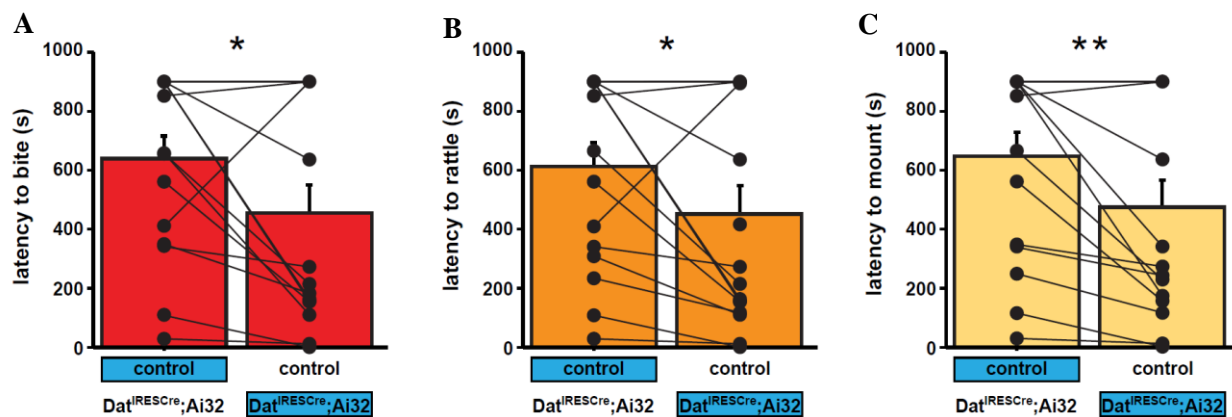 A
*
latency to bite (s)
1000
800
600
400
200
0
control
control
Dat^IRESCre;Ai32
Dat^IRESCre;Ai32
B
*
latency to rattle (s)
1000
800
600
400
200
0
control
control
Dat^IRESCre;Ai32
Dat^IRESCre;Ai32
C
**
latency to mount (s)
1000
800
600
400
200
0
control
control
Dat^IRESCre;Ai32
Dat^IRESCre;Ai32